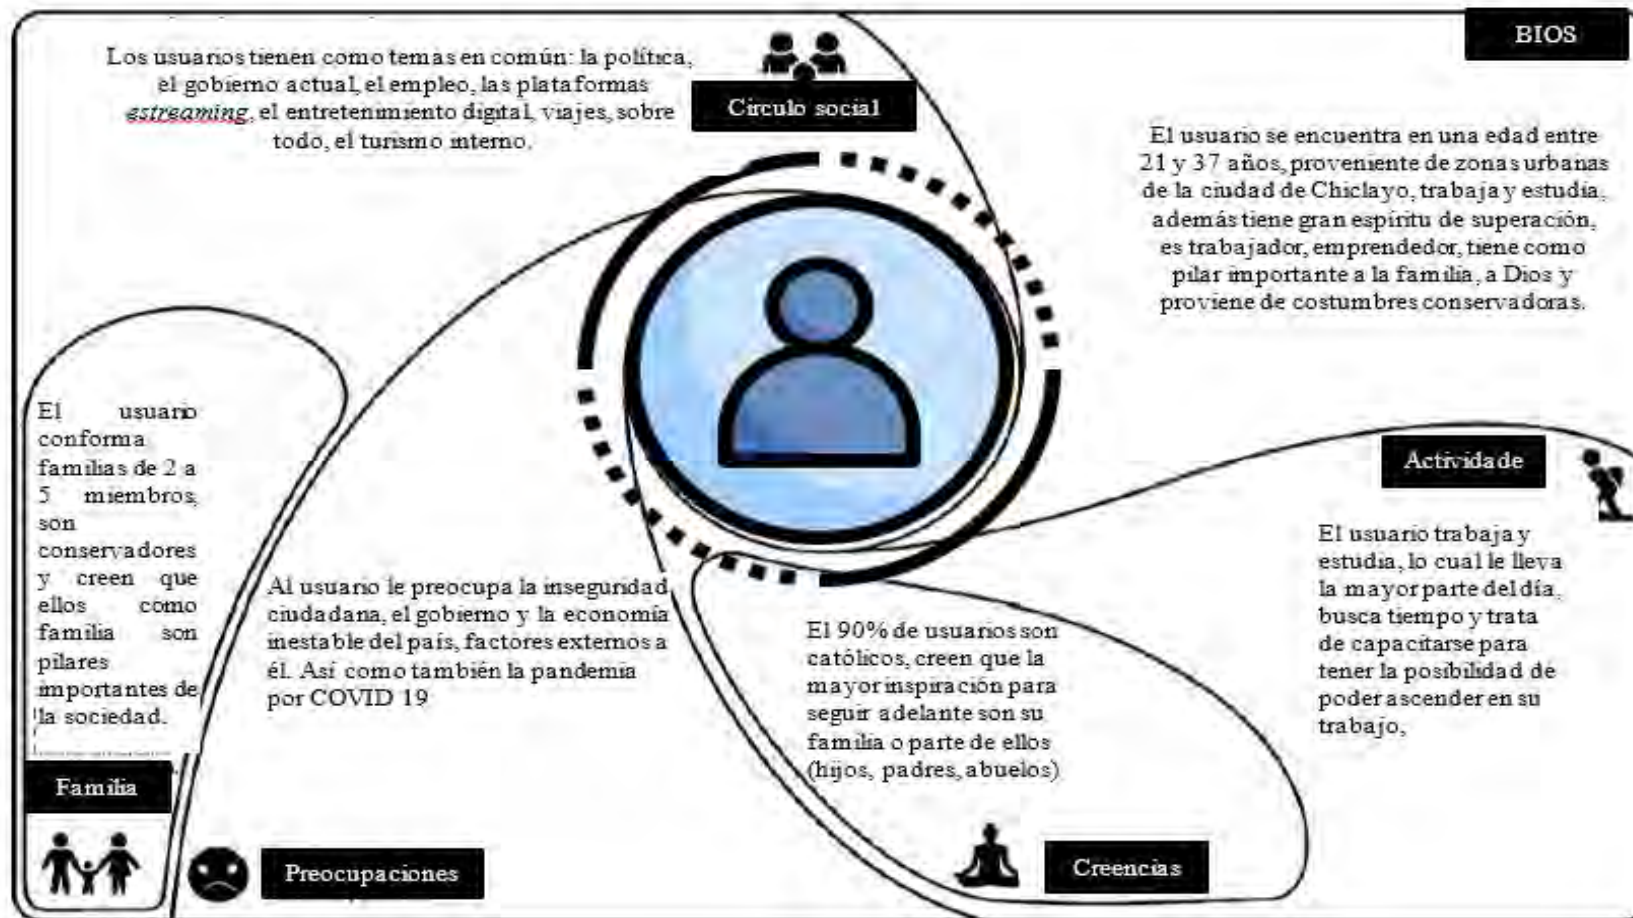 Los usuarios tienen como temas en común: la política,
el gobierno actual, el empleo, las plataformas
estreaming, el entretenimiento digital, viajes, sobre
todo, el turismo interno.
Circulo social
BIOS
El usuario se encuentra en una edad entre
21 y 37 años, proveniente de zonas urbanas
de la ciudad de Chiclayo, trabaja y estudia,
además tiene gran espíritu de superación,
es trabajador, emprendedor, tiene como
pilar importante a la familia, a Dios y
proviene de costumbres conservadoras.
El usuario
conforma
familias de 2 a
5 miembros,
son
conservadores
y creen que
ellos como
familia son
pilares
importantes de
la sociedad.
Familia
Al usuario le preocupa la inseguridad
ciudadana, el gobierno y la economía
inestable del país, factores externos a
él. Así como también la pandemia
por COVID 19
Preocupaciones
El 90% de usuarios son
católicos, creen que la
mayor inspiración para
seguir adelante son su
familia o parte de ellos
(hijos, padres, abuelos)
Creencias
Actividade
El usuario trabaja y
estudia, lo cual le lleva
la mayor parte del día,
busca tiempo y trata
de capacitarse para
tener la posibilidad de
poder ascender en su
trabajo,